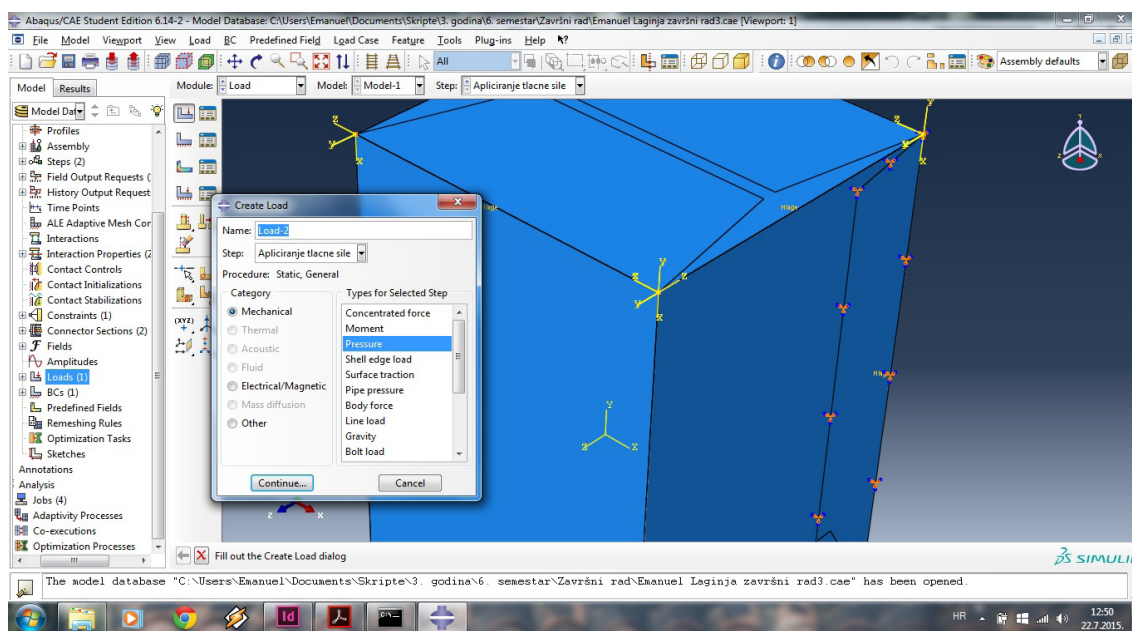 Abaqus/CAE Student Edition 6.14-2 - Model Database: C:\Users\Emanuel\Documents\Skripte\3. godina\6. semestar\Završni rad\Emanuel Laginja završni rad3.cae [Viewport: 1]
File Model Viewport View Load BC Predefined Field Load Case Feature Tools Plug-ins Help
All
Assembly defaults
Model Results
Module: Load Model: Model-1 Step: Apliciranje tlacne sile
Model Dat
Profiles
Assembly
Steps (2)
Field Output Requests (
History Output Request
Time Points
ALE Adaptive Mesh Cor
Interactions
Interaction Properties (2
Contact Controls
Contact Initializations
Contact Stabilizations
Constraints (1)
Connector Sections (2)
Fields
Amplitudes
Loads (1)
BCs (1)
Predefined Fields
Remeshing Rules
Optimization Tasks
Sketches
Annotations
Analysis
Jobs (4)
Adaptivity Processes
Co-executions
Optimization Processes
(XYZ)
Create Load
Name: Load-2
Step: Apliciranje tlacne sile
Procedure: Static, General
Category
Mechanical
Thermal
Acoustic
Fluid
Electrical/Magnetic
Mass diffusion
Other
Types for Selected Step
Concentrated force
Moment
Pressure
Shell edge load
Surface traction
Pipe pressure
Body force
Line load
Gravity
Bolt load
Continue...
Cancel
Z
Y
X
Z
Y
X
Z
Y
Z
Y
X
Y
Z
X
Y
Z
X
Z
X
Hinge
Hinge
Fill out the Create Load dialog
SIMULI
The model database "C:\Users\Emanuel\Documents\Skripte\3. godina\6. semestar\Završni rad\Emanuel Laginja završni rad3.cae" has been opened.
Id
HR
12:50
22.7.2015.